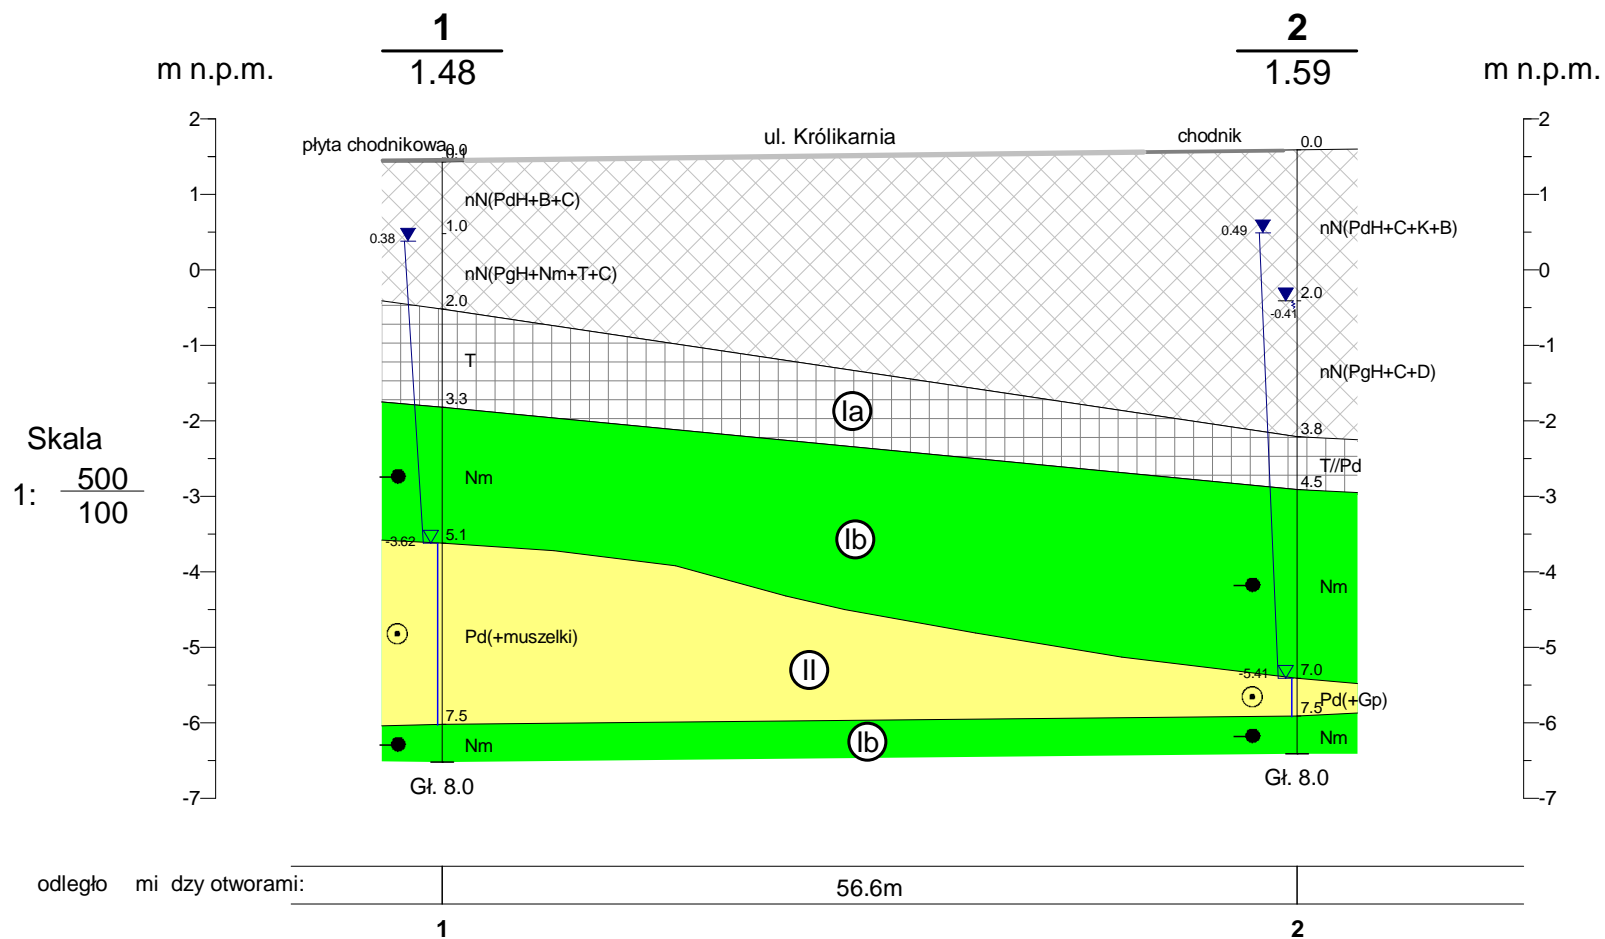 1
2
m n.p.m.
1.48
1.59
m n.p.m.
2
1
0
-1
-2
-3
-4
-5
-6
-7
2
1
0
-1
-2
-3
-4
-5
-6
-7
płyta chodnikowa
0.0
0.1
ul. Królikarnia
chodnik
0.0
nN(PdH+B+C)
1.0
0.38
nN(PgH+Nm+T+C)
2.0
T
3.3
Nm
-3.62
5.1
Pd(+muszelki)
7.5
Nm
Gł. 8.0
Ia
Ib
II
Ib
0.49
nN(PdH+C+K+B)
2.0
-0.41
nN(PgH+C+D)
3.8
T//Pd
4.5
Nm
-5.41
7.0
Pd(+Gp)
7.5
Nm
Gł. 8.0
Skala
1: 500
100
odległo mi dzy otworami:
56.6m
1
2